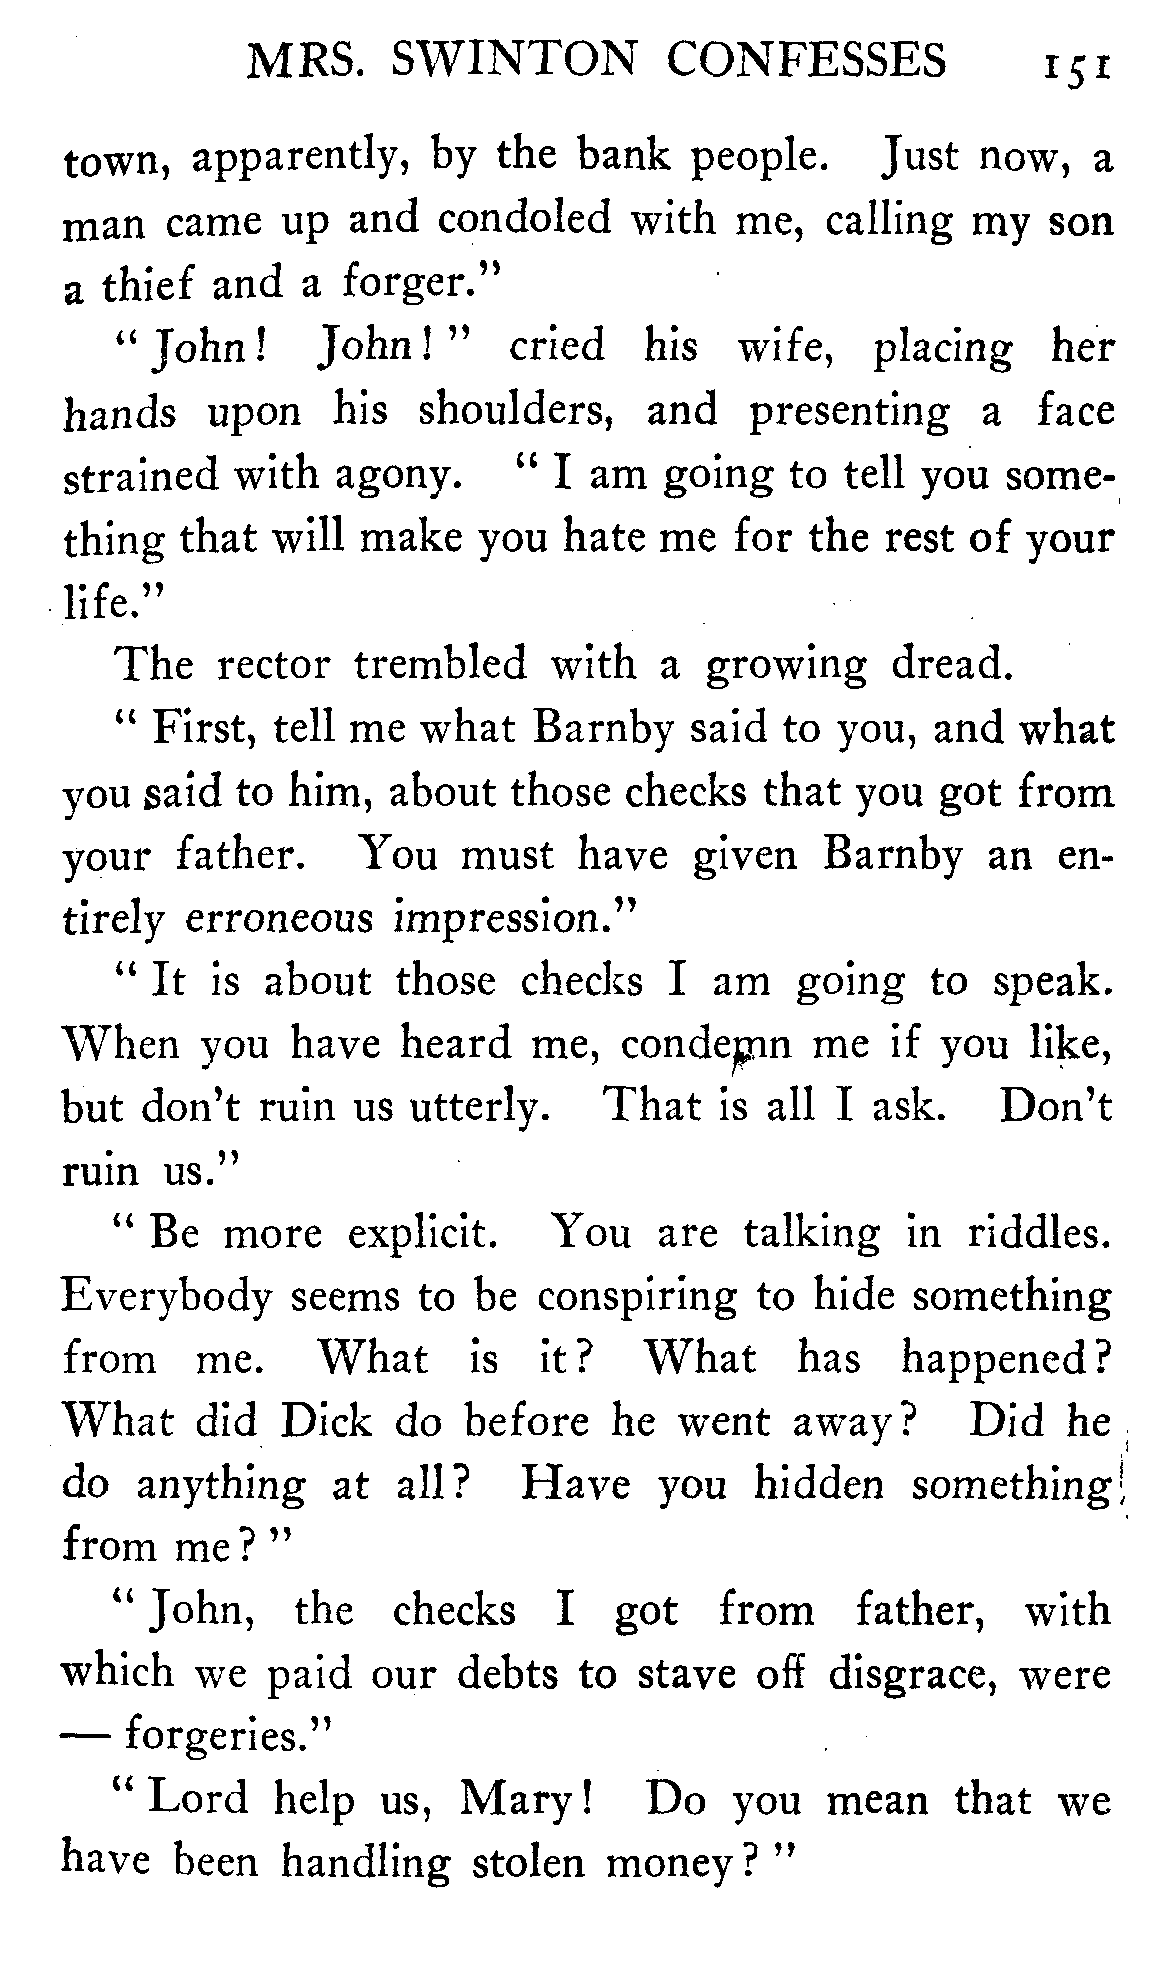 MRS. SWINTON CONFESSES 151
town, apparently, by the bank people. Just now, a
man came up and condoled with me, calling my son
a thief and a forger."
"John! John!" cried his wife, placing her
hands upon his shoulders, and presenting a face
strained with agony. "I am going to tell you some-
thing that will make you hate me for the rest of your
life."
The rector trembled with a growing dread.
"First, tell me what Barnby said to you, and what
you said to him, about those checks that you got from
your father. You must have given Barnby an en-
tirely erroneous impression."
"It is about those checks I am going to speak.
When you have heard me, condemn me if you like,
but don't ruin us utterly. That is all I ask. Don't
ruin us."
"Be more explicit. You are talking in riddles.
Everybody seems to be conspiring to hide something
from me. What is it? What has happened?
What did Dick do before he went away? Did he
do anything at all? Have you hidden something
from me?"
"John, the checks I got from father, with
which we paid our debts to stave off disgrace, were
— forgeries."
"Lord help us, Mary! Do you mean that we
have been handling stolen money?"